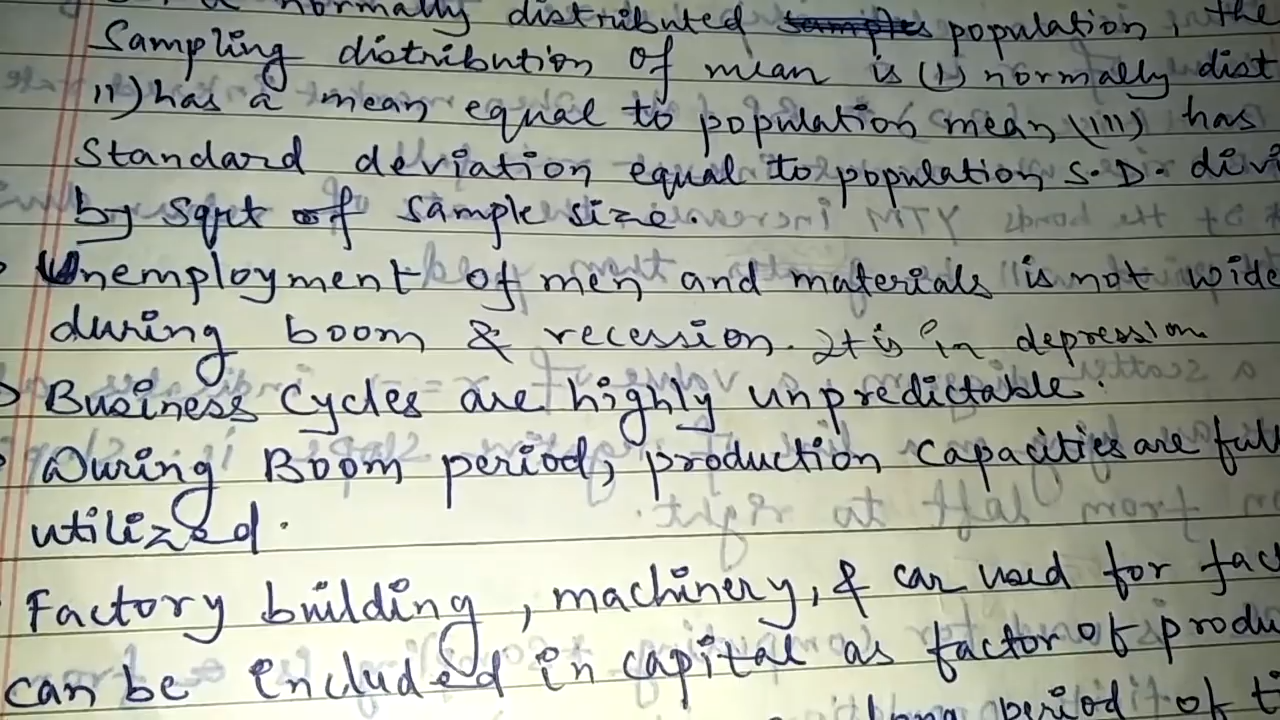 a normally distributed population, the
Sampling distribution of mean is (i) normally dist
ii) has a mean equal to population mean, (iii) has
Standard deviation equal to population S.D. divi
by sqrt of sample size.
Unemployment of men and materials is not wide
during boom & recession. It is in depression
Business Cycles are highly unpredictable.
During Boom period, production capacities are full
utilized.
Factory building, machinery, & car used for fac
can be included in capital as factor of produ
long period of ti